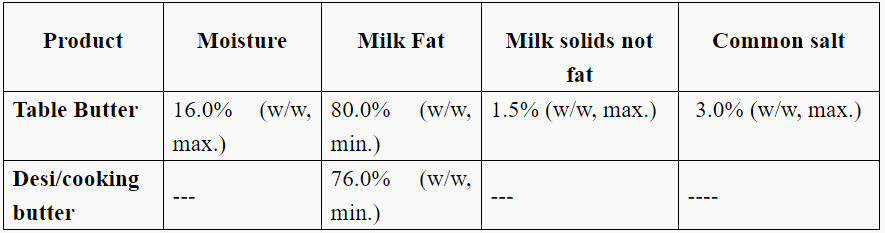 Product Moisture Milk Fat Milk solids not fat Common salt
Table Butter 16.0% (w/w, max.) 80.0% (w/w, min.) 1.5% (w/w, max.) 3.0% (w/w, max.)
Desi/cooking butter --- 76.0% (w/w, min.) --- ----